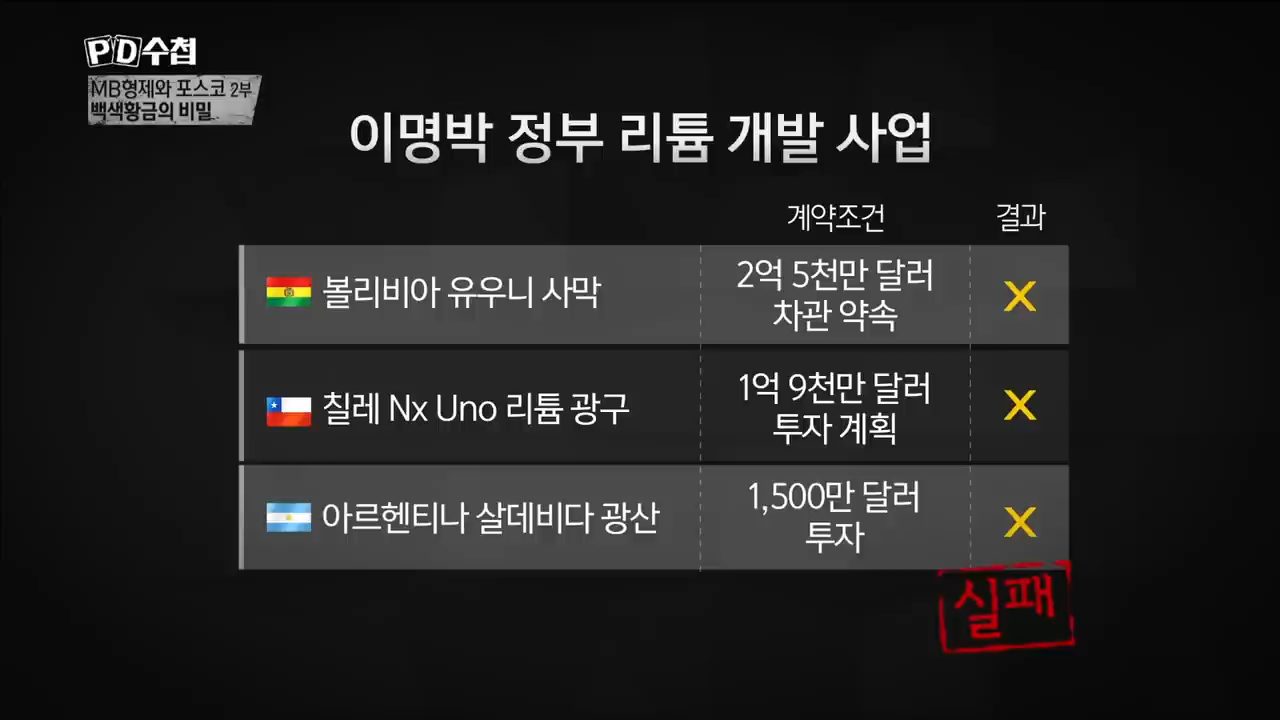 PD수첩
MB형제와 포스코 2부
백색황금의 비밀
이명박 정부 리튬 개발 사업
계약조건 결과
볼리비아 유우니 사막
2억 5천만 달러
차관 약속
X
칠레 Nx Uno 리튬 광구
1억 9천만 달러
투자 계획
X
아르헨티나 살데비다 광산
1,500만 달러
투자
X
실패